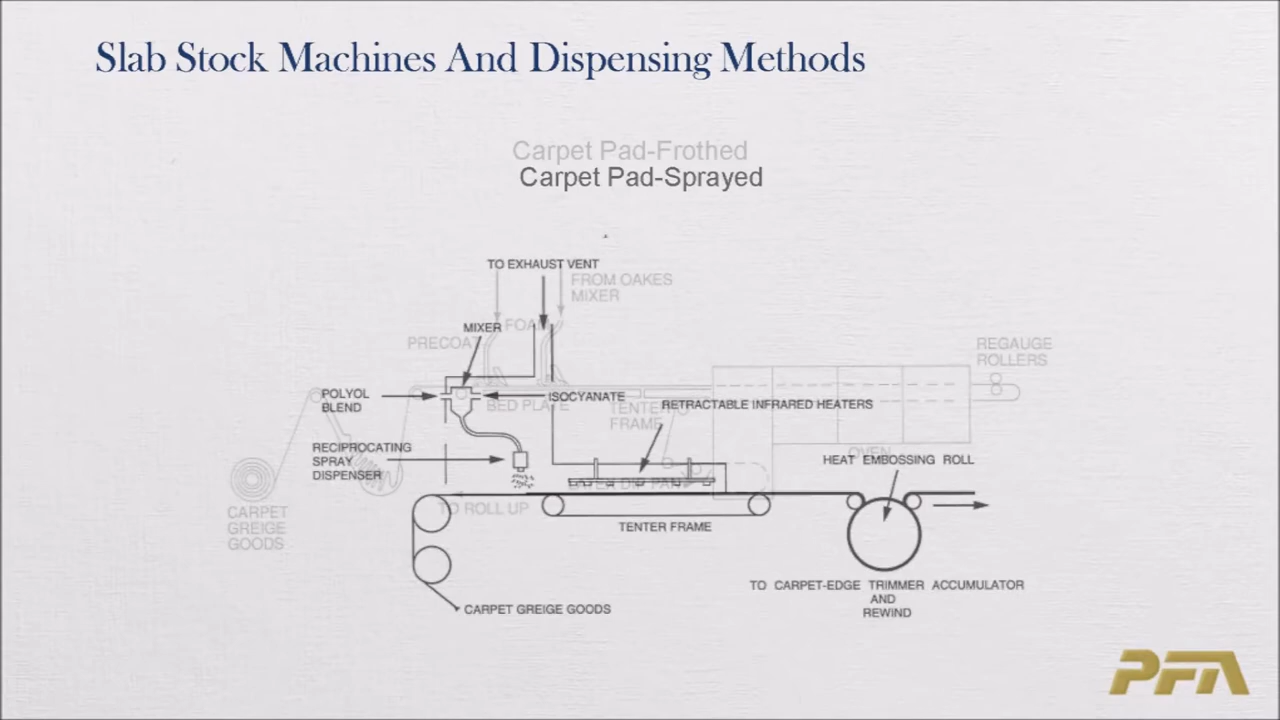 Slab Stock Machines And Dispensing Methods
Carpet Pad-Frothed
Carpet Pad-Sprayed
TO EXHAUST VENT
FROM OAKES
MIXER
MIXER
FOAM
PRECOAT
REGAUGE
ROLLERS
POLYOL
BLEND
ISOCYANATE
BED PLATE
TENTER
FRAME
RETRACTABLE INFRARED HEATERS
RECIPROCATING
SPRAY
DISPENSER
OVEN
HEAT EMBOSSING ROLL
CARPET
GREIGE
GOODS
TO ROLL UP
TENTER FRAME
TO CARPET-EDGE TRIMMER ACCUMULATOR
AND
REWIND
CARPET GREIGE GOODS
PFA